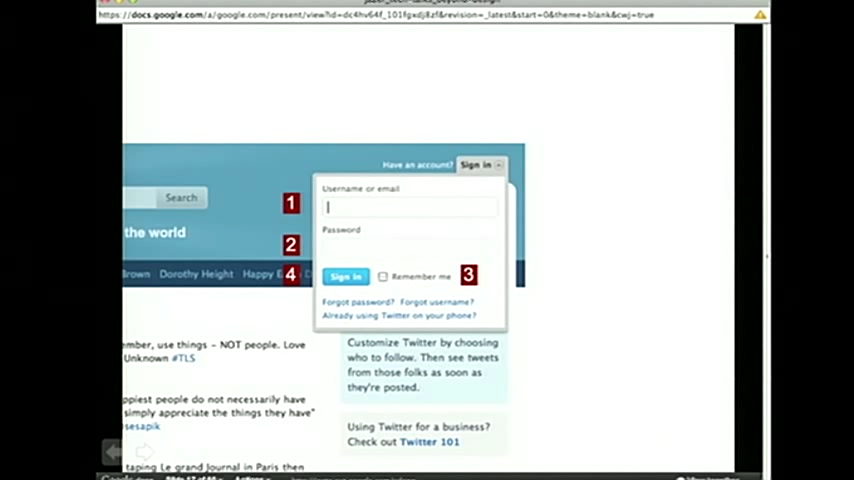 https://docs.google.com/a/google.com/present/view?id=dc4hv64f_101fgxdj8zf&revision=_latest&start=0&theme=blank&cwj=true
Have an account? Sign in
Search
1
Username or email
the world
2
Password
Brown Dorothy Height Happy
4
Sign in
Remember me
3
Forgot password? Forgot username?
Already using Twitter on your phone?
ember, use things - NOT people. Love
Unknown #TLS
Customize Twitter by choosing
who to follow. Then see tweets
from those folks as soon as
they're posted.
ppiest people do not necessarily have
simply appreciate the things they have"
sesapik
Using Twitter for a business?
Check out Twitter 101
taping Le grand Journal in Paris then